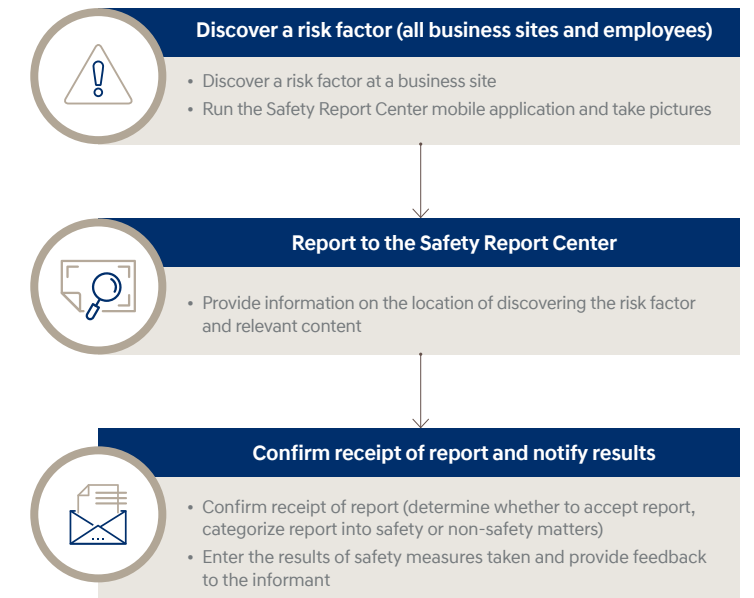 Discover a risk factor (all business sites and employees)
• Discover a risk factor at a business site
• Run the Safety Report Center mobile application and take pictures
Report to the Safety Report Center
• Provide information on the location of discovering the risk factor
and relevant content
Confirm receipt of report and notify results
• Confirm receipt of report (determine whether to accept report,
categorize report into safety or non-safety matters)
• Enter the results of safety measures taken and provide feedback
to the informant